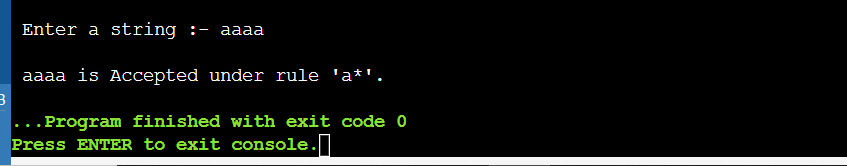 Enter a string :- aaaa
aaaa is Accepted under rule 'a*'.
...Program finished with exit code 0
Press ENTER to exit console.